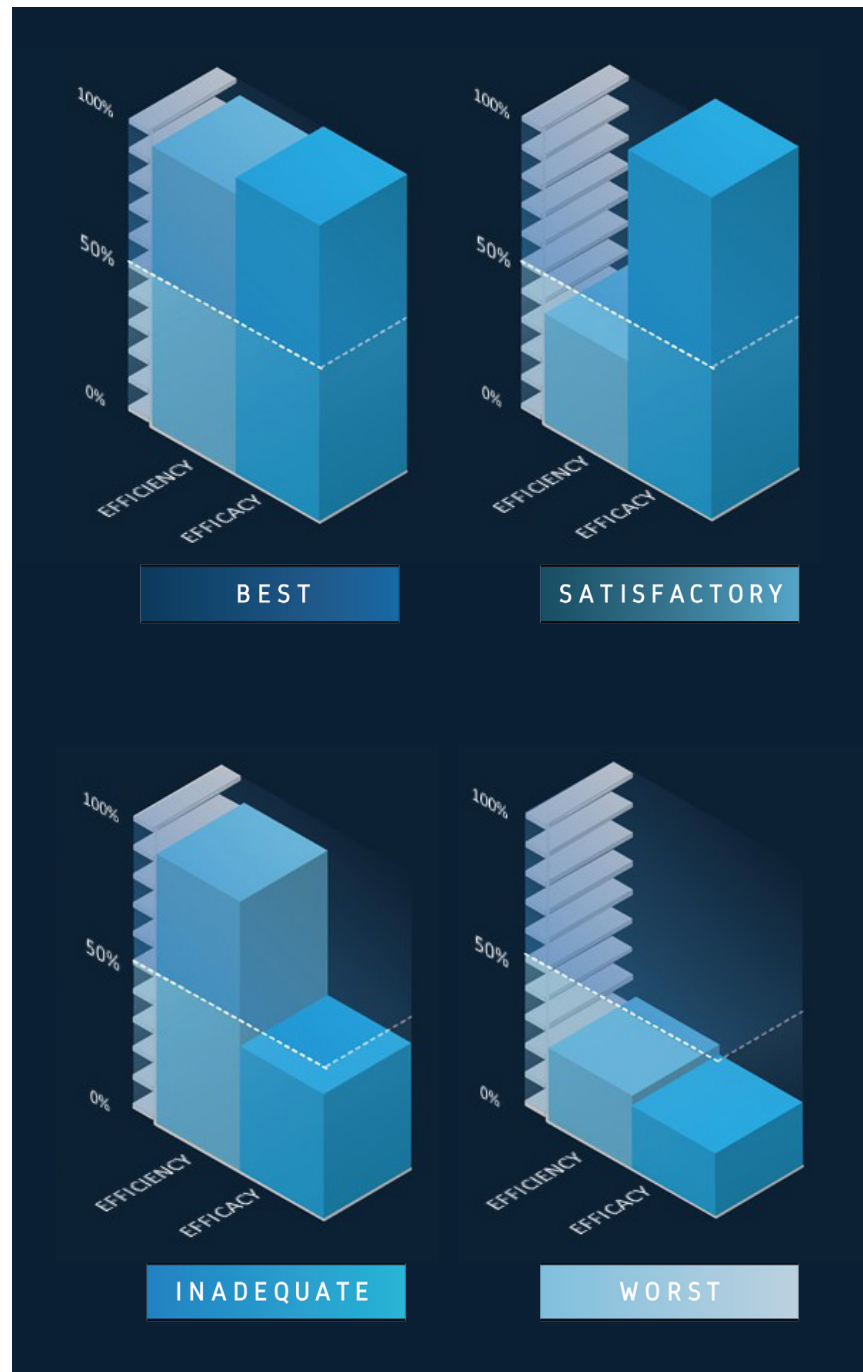 100%
50%
0%
EFFICIENCY
EFFICACY
BEST
100%
50%
0%
EFFICIENCY
EFFICACY
SATISFACTORY
100%
50%
0%
EFFICIENCY
EFFICACY
INADEQUATE
100%
50%
0%
EFFICIENCY
EFFICACY
WORST